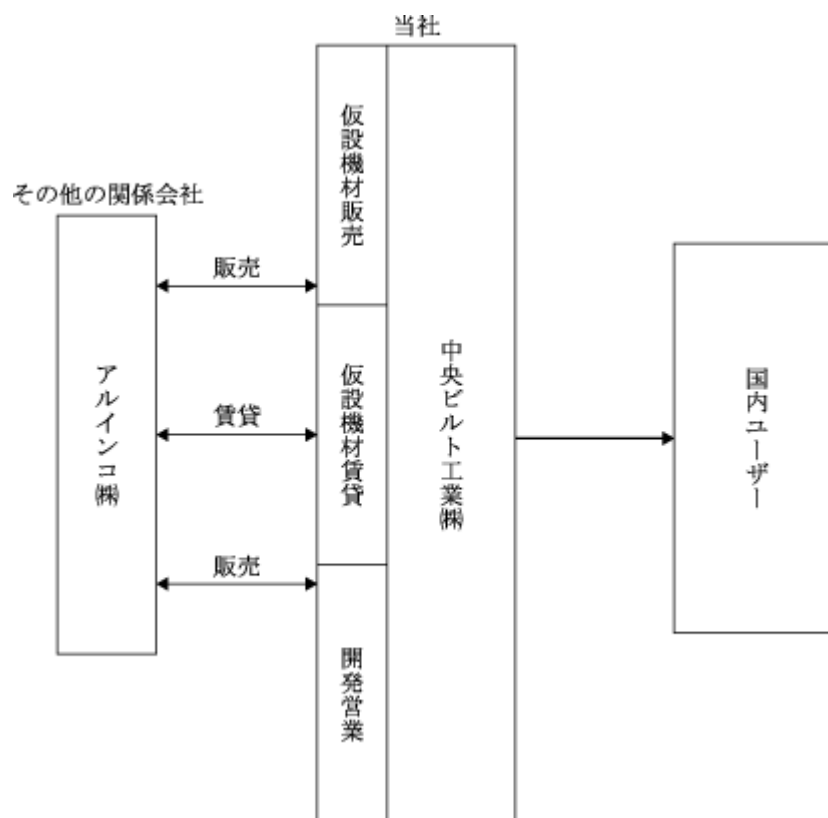 当社
その他の関係会社
アルインコ㈱
販売
賃貸
販売
仮設機材販売
仮設機材賃貸
開発営業
中央ビルト工業㈱
国内ユーザー